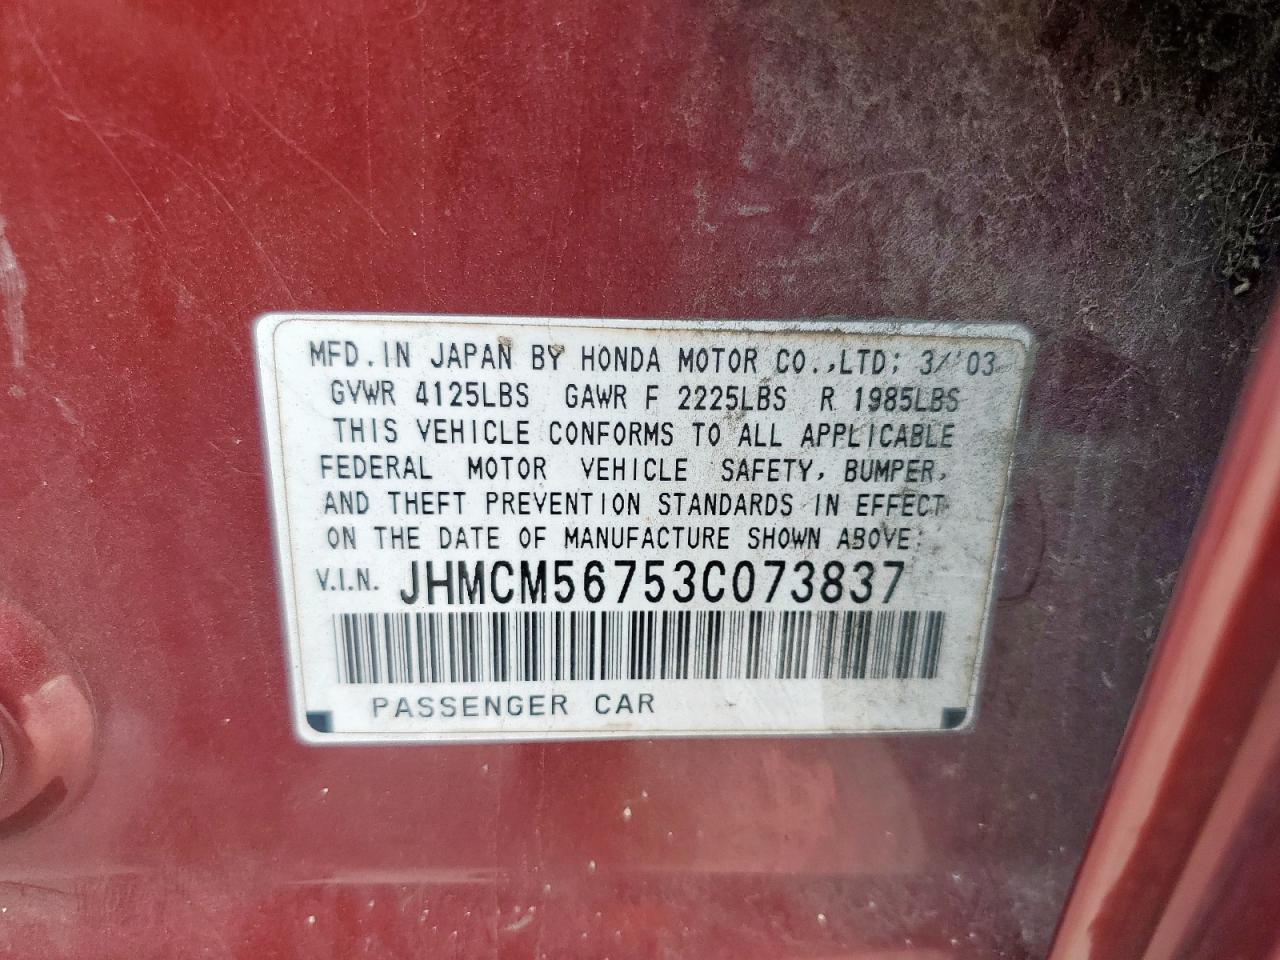 MFD. IN JAPAN BY HONDA MOTOR CO.,LTD; 3/'03
GVWR 4125LBS GAWR F 2225LBS R 1985LBS
THIS VEHICLE CONFORMS TO ALL APPLICABLE
FEDERAL MOTOR VEHICLE SAFETY, BUMPER,
AND THEFT PREVENTION STANDARDS IN EFFECT
ON THE DATE OF MANUFACTURE SHOWN ABOVE:
V.I.N. JHMCM56753C073837
PASSENGER CAR